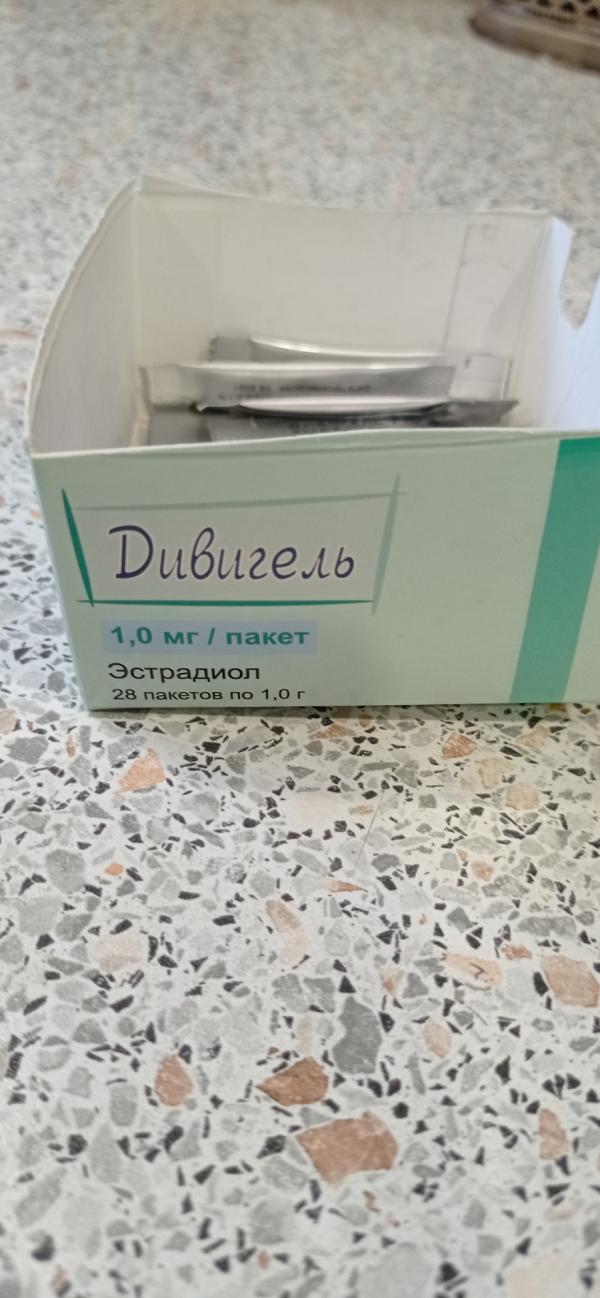 Дивигель
1,0 мг / пакет
Эстрадиол
28 пакетов по 1,0 г